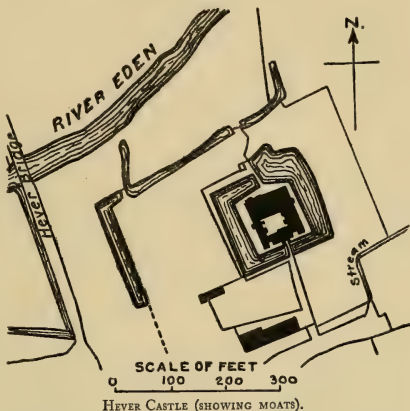 N.
RIVER EDEN
Hever Bridge
Stream
SCALE OF FEET
0 100 200 300
HEVER CASTLE (SHOWING MOATS).